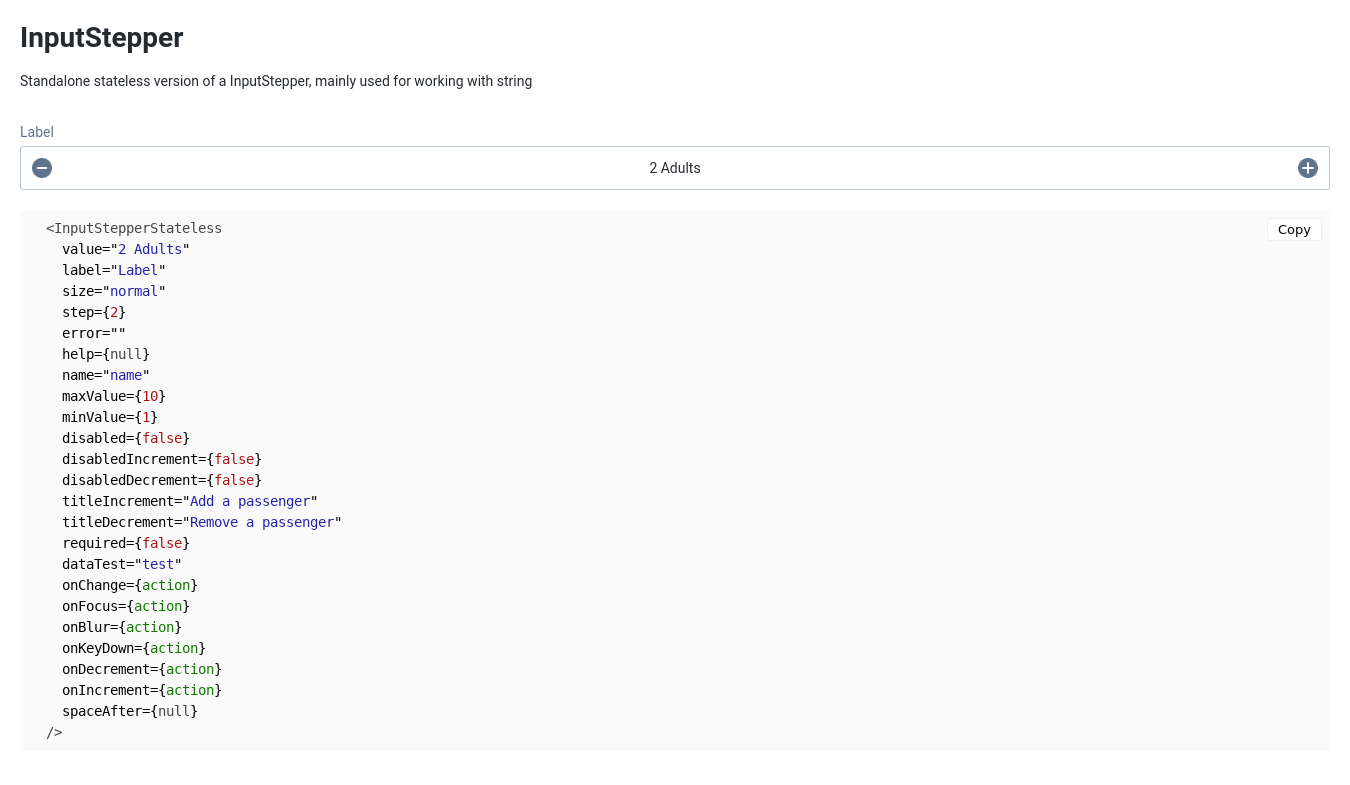 InputStepper
Standalone stateless version of a InputStepper, mainly used for working with string
Label
2 Adults
Copy
<InputStepperStateless
  value="2 Adults"
  label="Label"
  size="normal"
  step={2}
  error=""
  help={null}
  name="name"
  maxValue={10}
  minValue={1}
  disabled={false}
  disabledIncrement={false}
  disabledDecrement={false}
  titleIncrement="Add a passenger"
  titleDecrement="Remove a passenger"
  required={false}
  dataTest="test"
  onChange={action}
  onFocus={action}
  onBlur={action}
  onKeyDown={action}
  onDecrement={action}
  onIncrement={action}
  spaceAfter={null}
/>